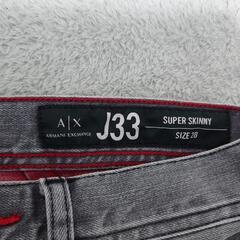 A|X
ARMANI EXCHANGE
J33
SUPER SKINNY
SIZE 28